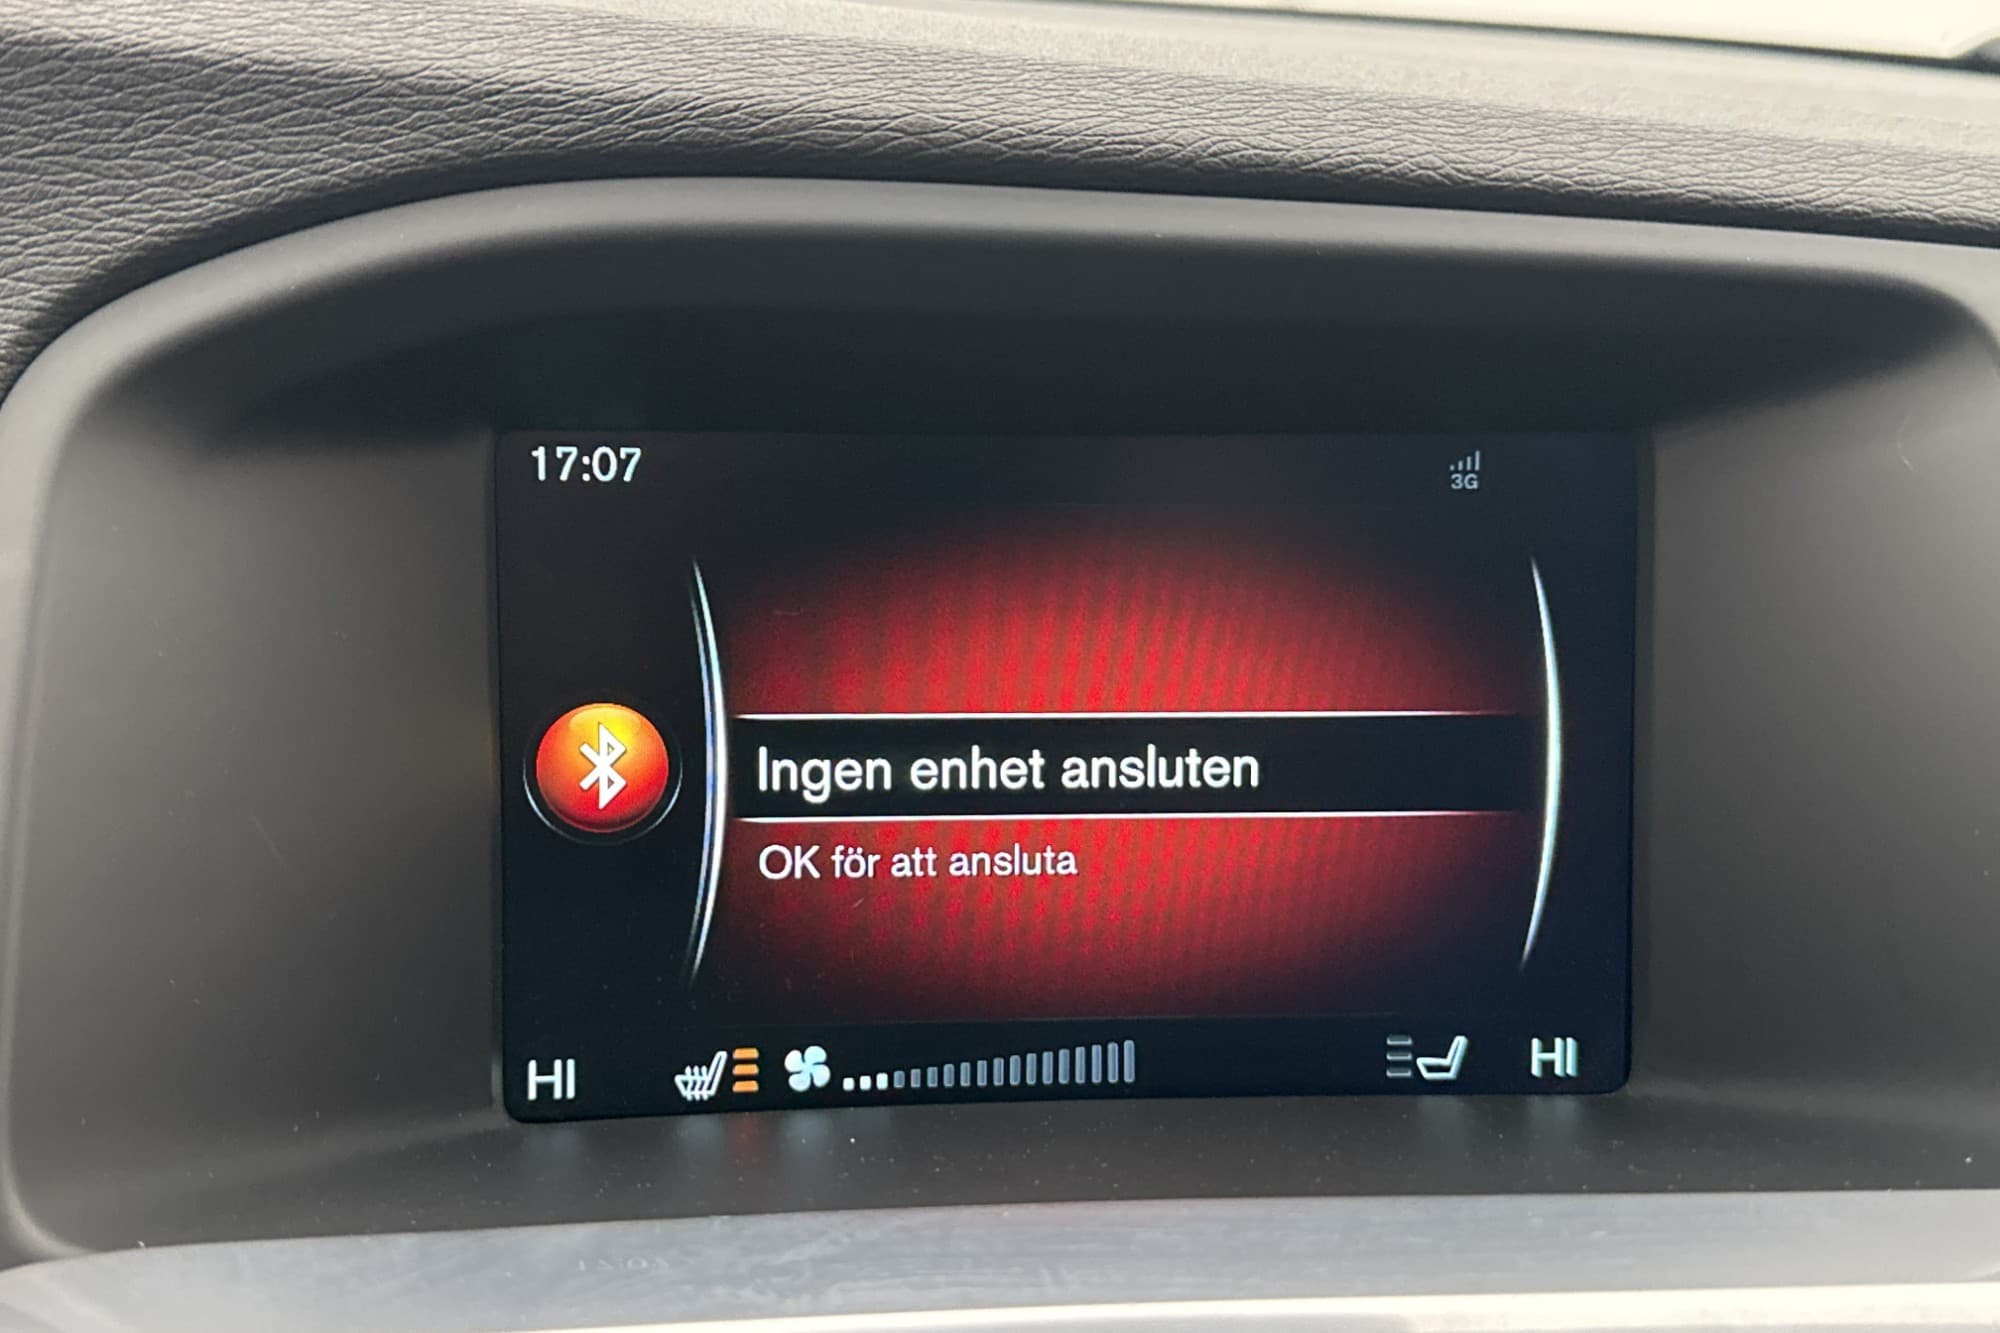 17:07
3G
Ingen enhet ansluten
OK för att ansluta
HI HI